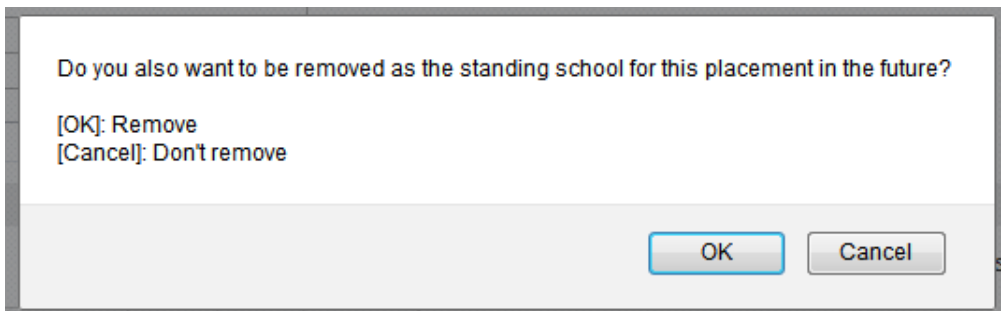 Do you also want to be removed as the standing school for this placement in the future?
[OK]: Remove
[Cancel]: Don't remove
OK
Cancel